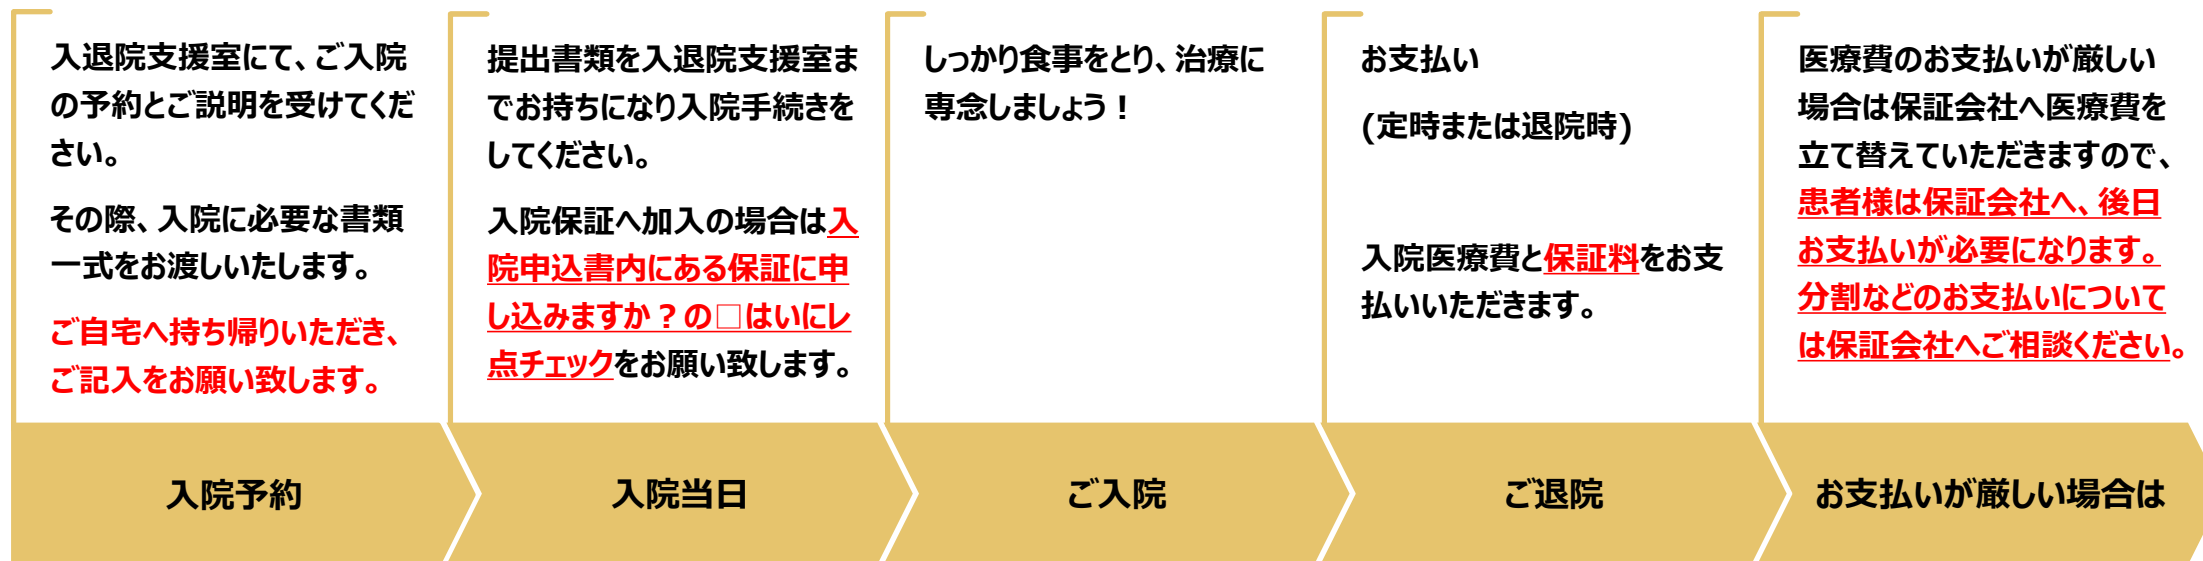 入退院支援室にて、ご入院
の予約とご説明を受けてくだ
さい。
その際、入院に必要な書類
一式をお渡しいたします。
ご自宅へ持ち帰りいただき、
ご記入をお願い致します。
入院予約
提出書類を入退院支援室ま
でお持ちになり入院手続きを
してください。
入院保証へ加入の場合は入
院申込書内にある保証に申
し込みますか？の□はいにレ
点チェックをお願い致します。
入院当日
しっかり食事をとり、治療に
専念しましょう！
ご入院
お支払い
(定時または退院時)
入院医療費と保証料をお支
払いいただきます。
ご退院
医療費のお支払いが厳しい
場合は保証会社へ医療費を
立て替えていただきますので、
患者様は保証会社へ、後日
お支払いが必要になります。
分割などのお支払いについて
は保証会社へご相談ください。
お支払いが厳しい場合は